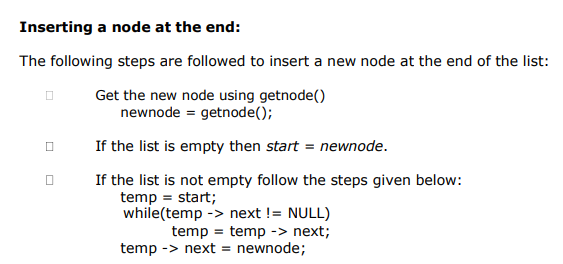 Inserting a node at the end:
The following steps are followed to insert a new node at the end of the list:
Get the new node using getnode()
newnode = getnode();
If the list is empty then start = newnode.
If the list is not empty follow the steps given below:
temp = start;
while(temp -> next != NULL)
temp = temp -> next;
temp -> next = newnode;